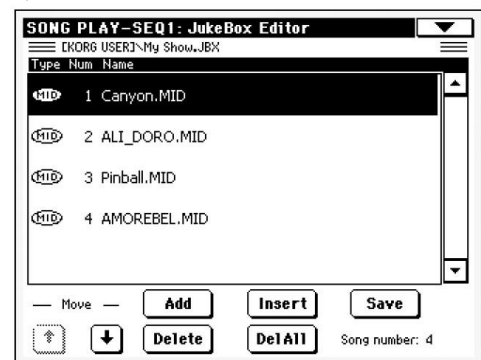 SONG PLAY-SEQ1: JukeBox Editor
[KORG USER]\My Show.JBX
Type Num Name
MID 1 Canyon.MID
MID 2 ALI_DORO.MID
MID 3 Pinball.MID
MID 4 AMOREBEL.MID
— Move — Add Insert Save
Delete DelAll Song number: 4